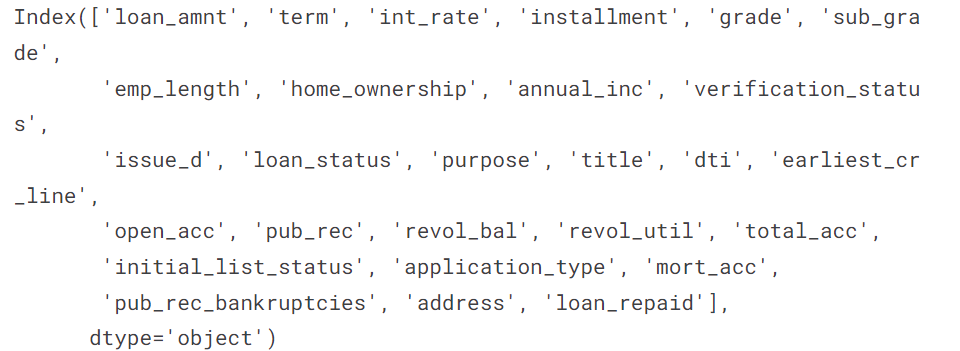 Index(['loan_amnt', 'term', 'int_rate', 'installment', 'grade', 'sub_gra
de',
       'emp_length', 'home_ownership', 'annual_inc', 'verification_statu
s',
       'issue_d', 'loan_status', 'purpose', 'title', 'dti', 'earliest_cr
_line',
       'open_acc', 'pub_rec', 'revol_bal', 'revol_util', 'total_acc',
       'initial_list_status', 'application_type', 'mort_acc',
       'pub_rec_bankruptcies', 'address', 'loan_repaid'],
      dtype='object')